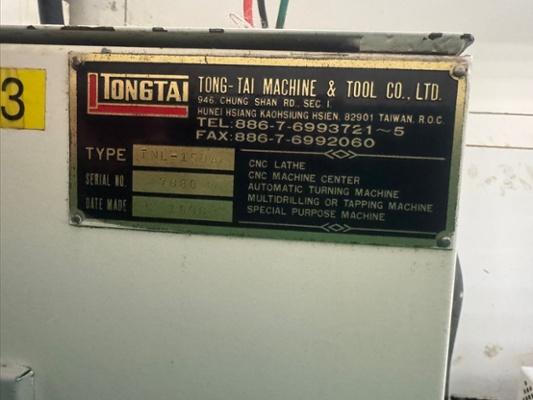 3
TONGTAI
TONG-TAI MACHINE & TOOL CO., LTD.
946, CHUNG SHAN RD., SEC I.
HUNEI HSIANG KAOHSIUNG HSIEN, 82901 TAIWAN, R.O.C.
TEL:886-7-6993721~5
FAX:886-7-6992060
TYPE
SERIAL NO.
DATE MADE
CNC LATHE
CNC MACHINE CENTER
AUTOMATIC TURNING MACHINE
MULTIDRILLING OR TAPPING MACHINE
SPECIAL PURPOSE MACHINE